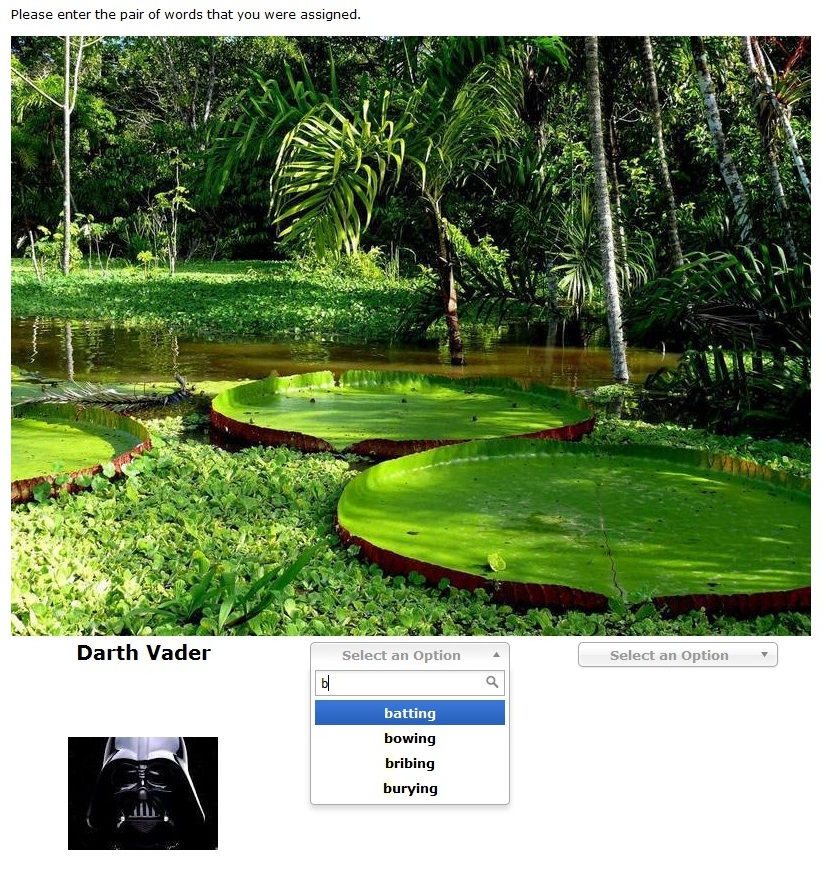 Please enter the pair of words that you were assigned.
Darth Vader
Select an Option
Select an Option
b
batting
bowing
bribing
burying